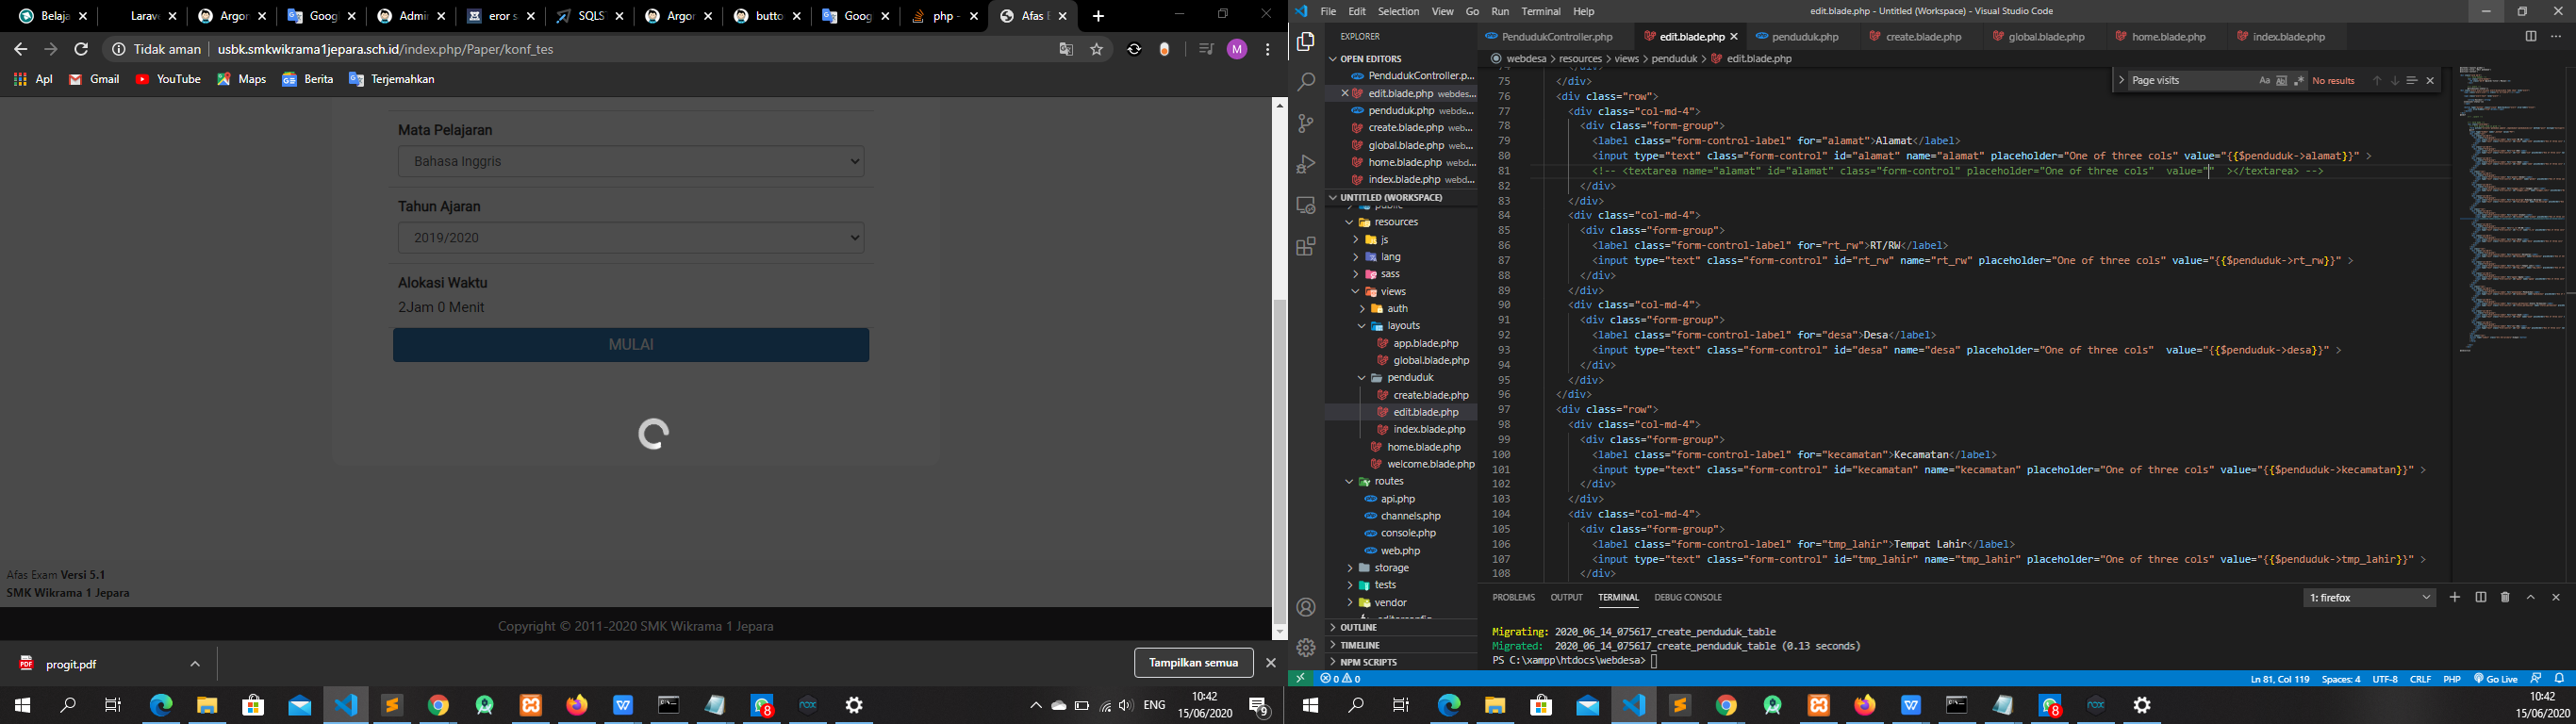 Belaja
Larave
Argon
Googl
Admin
eror s
SQLST
Argon
butto
Goog
php -
Afas E
Tidak aman
usbk.smkwikrama1jepara.sch.id/index.php/Paper/konf_tes
M
Apl
Gmail
YouTube
Maps
Berita
Terjemahkan
Mata Pelajaran
Bahasa Inggris
Tahun Ajaran
2019/2020
Alokasi Waktu
2Jam 0 Menit
MULAI
Afas Exam Versi 5.1
SMK Wikrama 1 Jepara
Copyright © 2011-2020 SMK Wikrama 1 Jepara
progit.pdf
Tampilkan semua
ENG
10:42
15/06/2020
File Edit Selection View Go Run Terminal Help
edit.blade.php - Untitled (Workspace) - Visual Studio Code
EXPLORER
OPEN EDITORS
PendudukController.p...
edit.blade.php webdes...
penduduk.php webde...
create.blade.php web...
global.blade.php web...
home.blade.php webd...
index.blade.php webd...
UNTITLED (WORKSPACE)
public
resources
js
lang
sass
views
auth
layouts
app.blade.php
global.blade.php
penduduk
create.blade.php
edit.blade.php
index.blade.php
home.blade.php
welcome.blade.php
routes
api.php
channels.php
console.php
web.php
storage
tests
vendor
.editorconfig
OUTLINE
TIMELINE
NPM SCRIPTS
PendudukController.php
edit.blade.php
penduduk.php
create.blade.php
global.blade.php
home.blade.php
index.blade.php
webdesa > resources > views > penduduk > edit.blade.php
Page visits
No results
74 </div>
75 </div>
76 <div class="row">
77 <div class="col-md-4">
78 <div class="form-group">
79 <label class="form-control-label" for="alamat">Alamat</label>
80 <input type="text" class="form-control" id="alamat" name="alamat" placeholder="One of three cols" value="{{$penduduk->alamat}}" >
81 <!-- <textarea name="alamat" id="alamat" class="form-control" placeholder="One of three cols"  value=""  ></textarea> -->
82 </div>
83 </div>
84 <div class="col-md-4">
85 <div class="form-group">
86 <label class="form-control-label" for="rt_rw">RT/RW</label>
87 <input type="text" class="form-control" id="rt_rw" name="rt_rw" placeholder="One of three cols" value="{{$penduduk->rt_rw}}" >
88 </div>
89 </div>
90 <div class="col-md-4">
91 <div class="form-group">
92 <label class="form-control-label" for="desa">Desa</label>
93 <input type="text" class="form-control" id="desa" name="desa" placeholder="One of three cols"  value="{{$penduduk->desa}}" >
94 </div>
95 </div>
96 </div>
97 <div class="row">
98 <div class="col-md-4">
99 <div class="form-group">
100 <label class="form-control-label" for="kecamatan">Kecamatan</label>
101 <input type="text" class="form-control" id="kecamatan" name="kecamatan" placeholder="One of three cols" value="{{$penduduk->kecamatan}}" >
102 </div>
103 </div>
104 <div class="col-md-4">
105 <div class="form-group">
106 <label class="form-control-label" for="tmp_lahir">Tempat Lahir</label>
107 <input type="text" class="form-control" id="tmp_lahir" name="tmp_lahir" placeholder="One of three cols" value="{{$penduduk->tmp_lahir}}" >
108 </div>
PROBLEMS OUTPUT TERMINAL DEBUG CONSOLE
1: firefox
Migrating: 2020_06_14_075617_create_penduduk_table
Migrated: 2020_06_14_075617_create_penduduk_table (0.13 seconds)
PS C:\xampp\htdocs\webdesa>
0 0
Ln 81, Col 119 Spaces: 4 UTF-8 CRLF PHP Go Live
10:42
15/06/2020